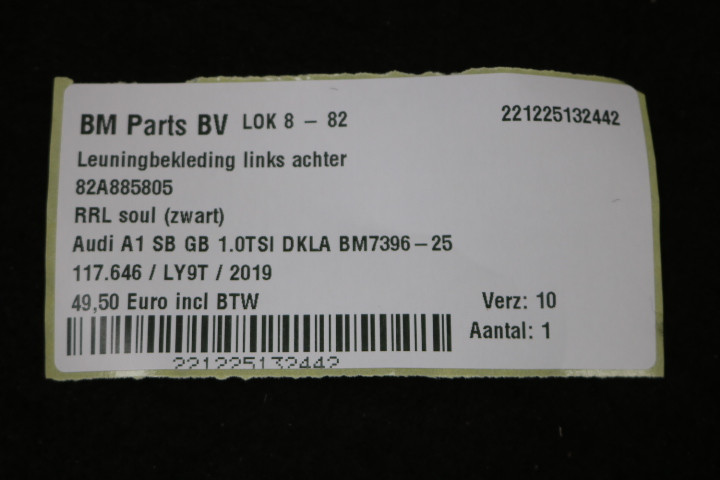 BM Parts BV LOK 8 - 82 221225132442
Leuningbekleding links achter
82A885805
RRL soul (zwart)
Audi A1 SB GB 1.0TSI DKLA BM7396-25
117.646 / LY9T / 2019
49,50 Euro incl BTW Verz: 10
Aantal: 1
221225132442